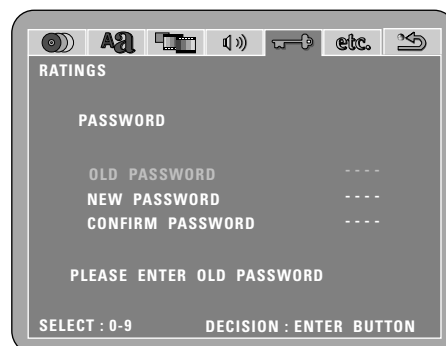 Aa etc.
RATINGS
PASSWORD
OLD PASSWORD - - - -
NEW PASSWORD - - - -
CONFIRM PASSWORD - - - -
PLEASE ENTER OLD PASSWORD
SELECT : 0-9 DECISION : ENTER BUTTON